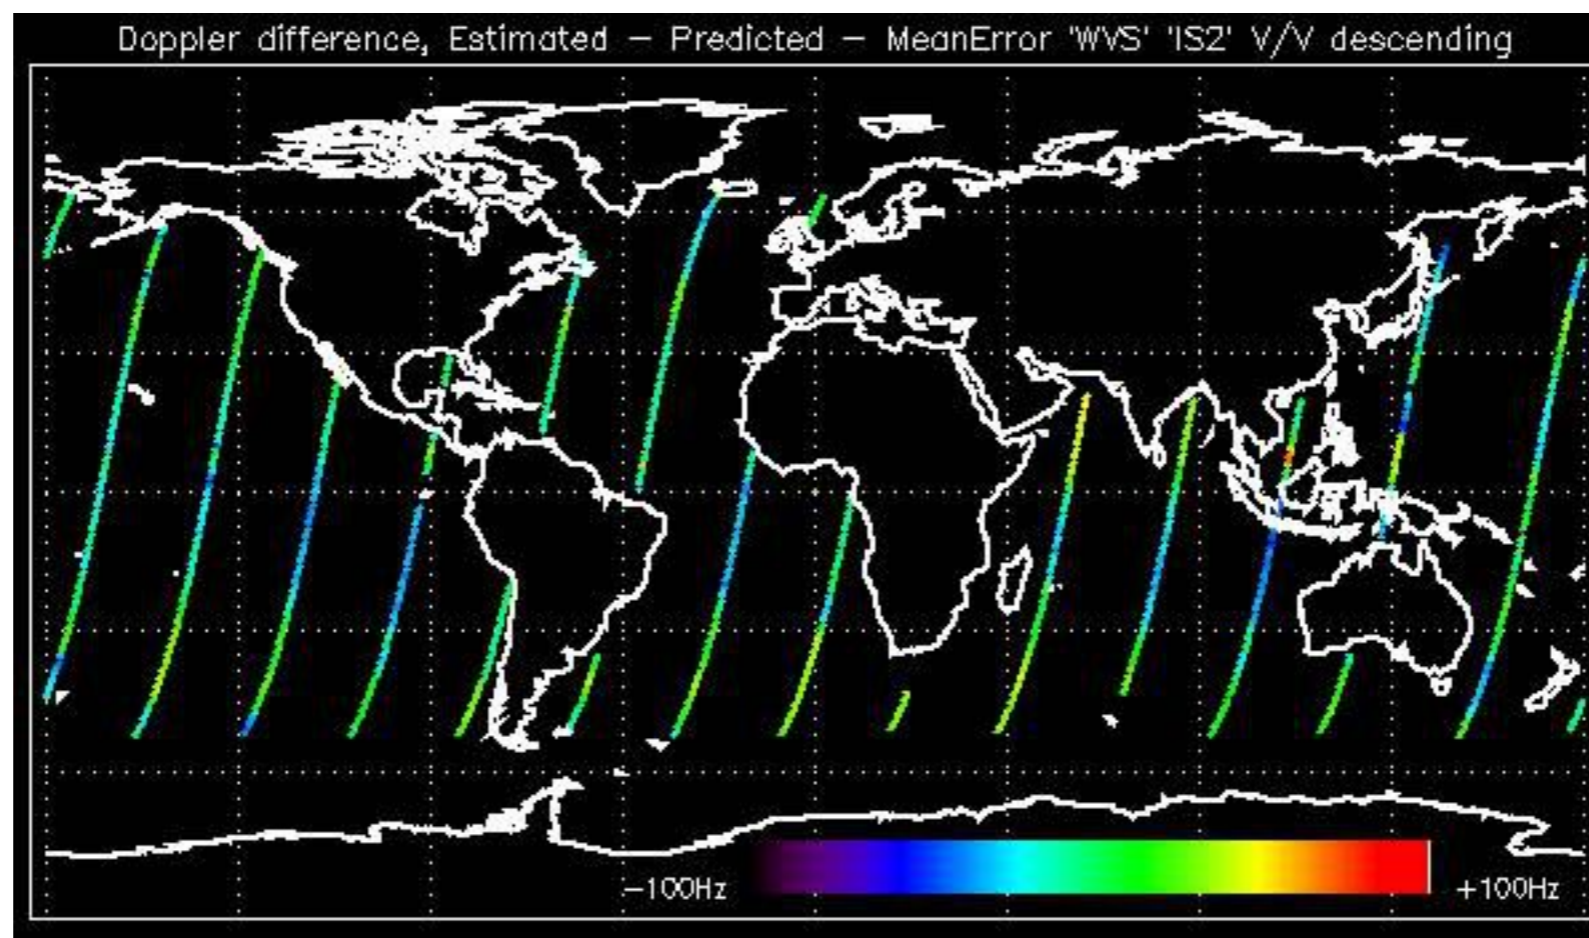 Doppler difference, Estimated - Predicted - MeanError 'WVS' 'IS2' V/V descending
-100Hz
+100Hz